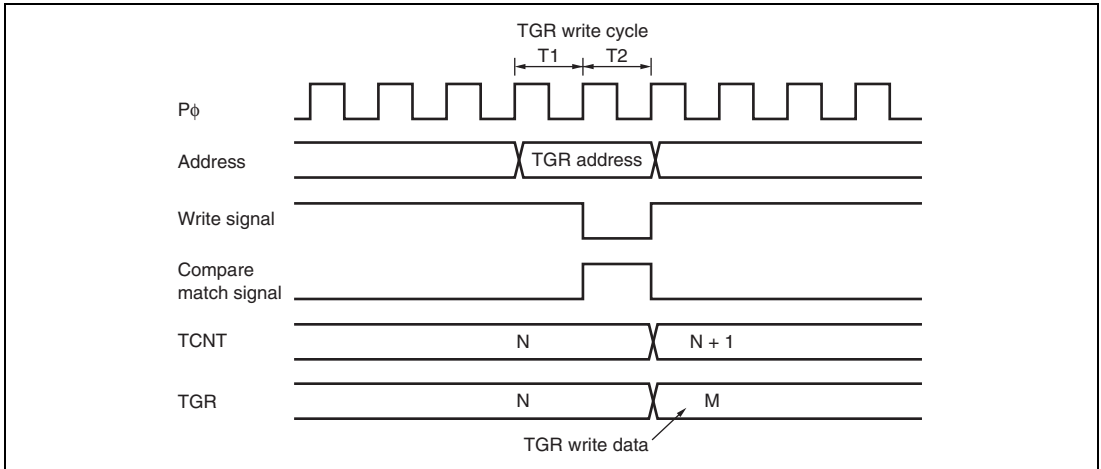 TGR write cycle
T1 T2
Pϕ
Address TGR address
Write signal
Compare
match signal
TCNT N N + 1
TGR N M
TGR write data